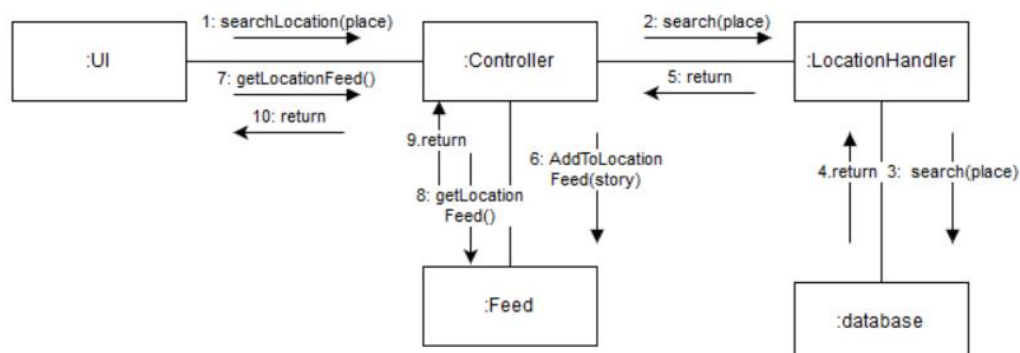 1: searchLocation(place)
2: search(place)
:UI
:Controller
:LocationHandler
7: getLocationFeed()
5: return
10: return
9.return
6: AddToLocation
Feed(story)
4.return
3: search(place)
8: getLocation
Feed()
:Feed
:database